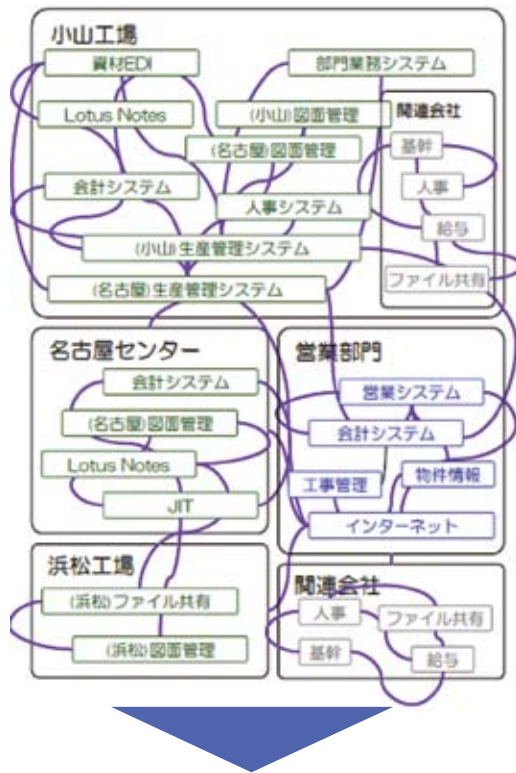 小山工場
資材EDI
部門業務システム
Lotus Notes
(小山)図面管理
関連会社
(名古屋)図面管理
基幹
人事
会計システム
人事システム
給与
(小山)生産管理システム
ファイル共有
(名古屋)生産管理システム
名古屋センター
会計システム
(名古屋)図面管理
Lotus Notes
JIT
営業部門
営業システム
会計システム
工事管理
物件情報
インターネット
浜松工場
(浜松)ファイル共有
(浜松)図面管理
関連会社
人事
ファイル共有
基幹
給与